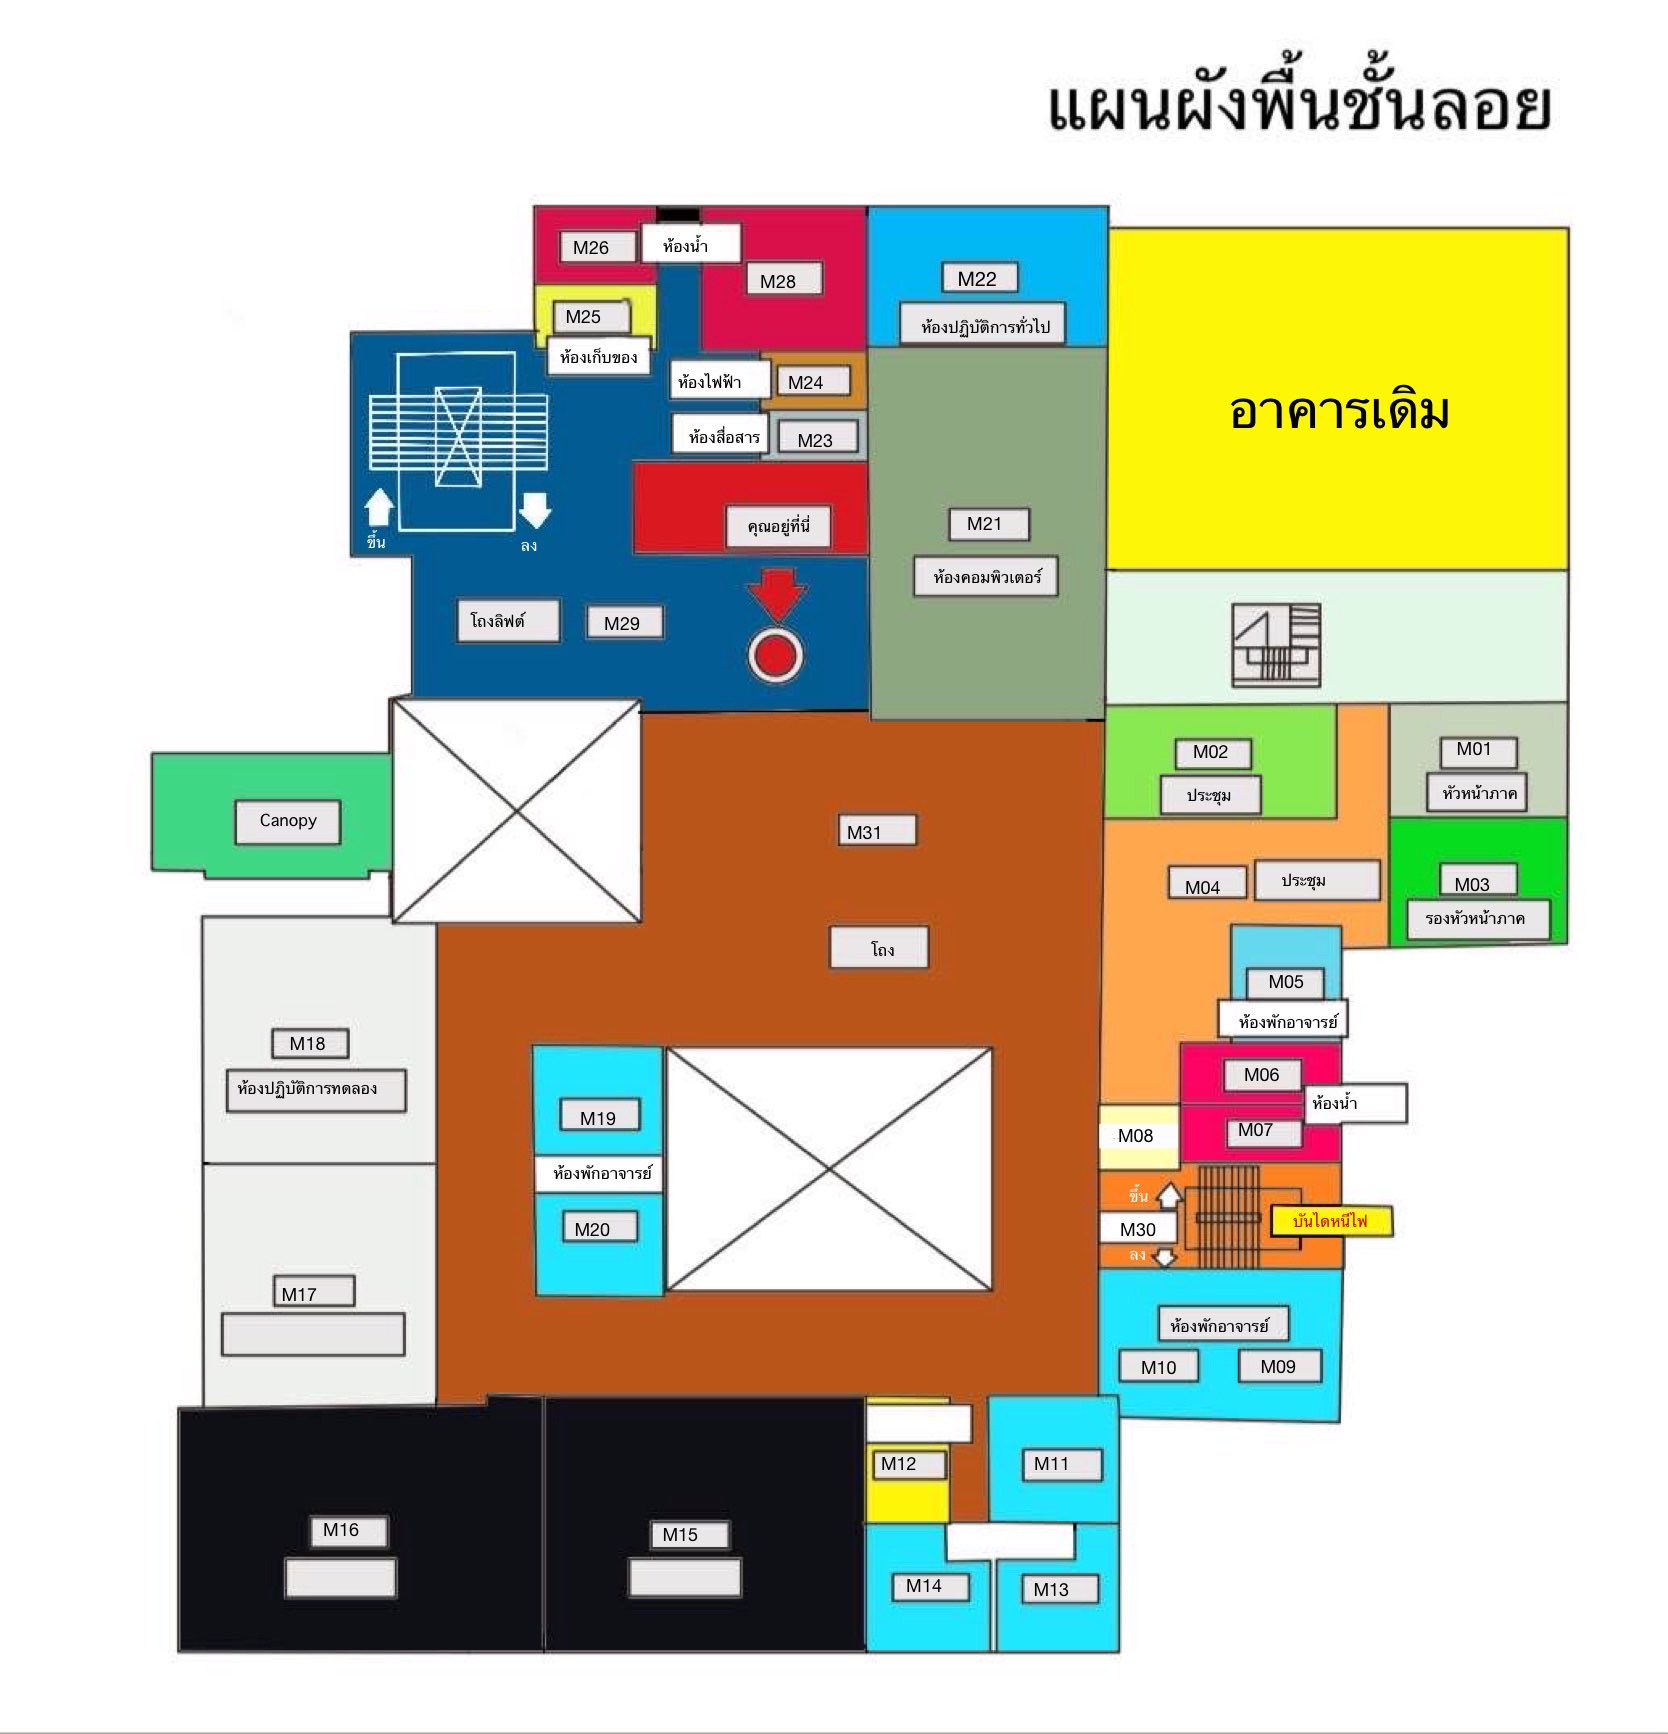 แผนผังพื้นชั้นลอย
M26
ห้องน้ำ
M28
M22
ห้องปฏิบัติการทั่วไป
M25
ห้องเก็บของ
ห้องไฟฟ้า
M24
ห้องสื่อสาร
M23
อาคารเดิม
คุณอยู่ที่นี่
M21
ห้องคอมพิวเตอร์
ขึ้น
ลง
โถงลิฟต์
M29
M02
ประชุม
M01
หัวหน้าภาค
Canopy
M31
M04
ประชุม
M03
รองหัวหน้าภาค
โถง
M05
ห้องพักอาจารย์
M18
ห้องปฏิบัติการทดลอง
M06
ห้องน้ำ
M07
M08
M19
ห้องพักอาจารย์
M20
ขึ้น
M30
ลง
บันไดหนีไฟ
M17
ห้องพักอาจารย์
M10
M09
M12
M11
M16
M15
M14
M13